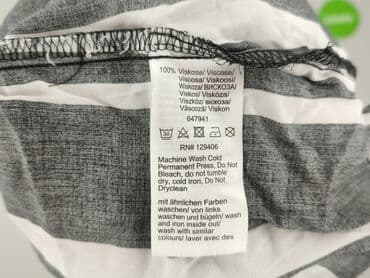 100% Viskose/Viscose/
Viscose/Viscosa/Viskoosi/
Viskos/ВИСКОЗА/
Viskos/Viskóza/
Viszkóz/
Vâscoză/Viskon
647941
RN# 129406
Machine Wash Cold
Permanent Press, Do Not
Bleach, do not tumble
dry, cold iron, Do Not
Dryclean
mit ähnlichen Farben
waschen/ von links
waschen und bügeln/ wash
and iron inside out/
wash with similar
colours/ laver avec des